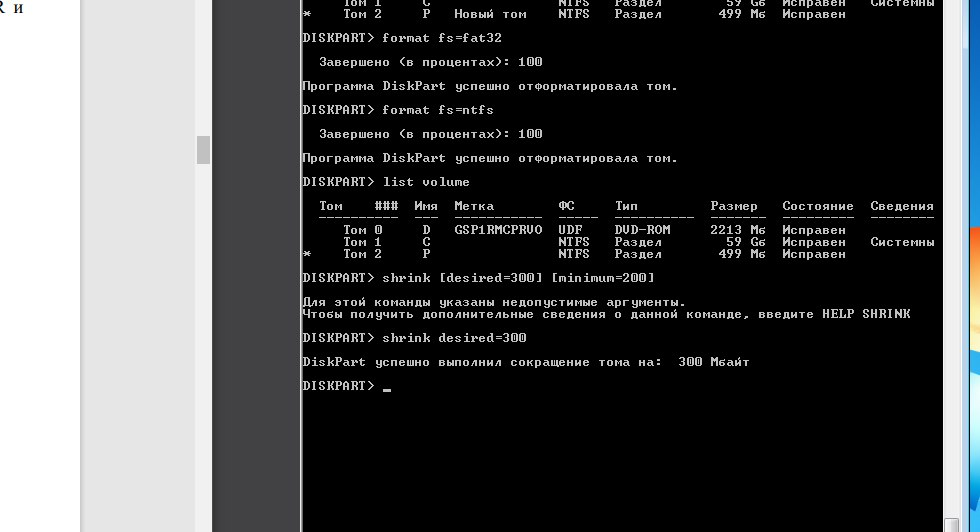 R и
Том 1 C NTFS Раздел 59 Gб Исправен Системны
* Том 2 P Новый том NTFS Раздел 499 Mб Исправен
DISKPART> format fs=fat32
Завершено (в процентах): 100
Программа DiskPart успешно отформатировала том.
DISKPART> format fs=ntfs
Завершено (в процентах): 100
Программа DiskPart успешно отформатировала том.
DISKPART> list volume
Том ### Имя Метка ФС Тип Размер Состояние Сведения
---------- --- ----------- ----- ---------- ------- --------- --------
Том 0 D GSP1RMCPRVO UDF DVD-ROM 2213 Mб Исправен
Том 1 C NTFS Раздел 59 Gб Исправен Системны
* Том 2 P NTFS Раздел 499 Mб Исправен
DISKPART> shrink [desired=300] [minimum=200]
Для этой команды указаны недопустимые аргументы.
Чтобы получить дополнительные сведения о данной команде, введите HELP SHRINK
DISKPART> shrink desired=300
DiskPart успешно выполнил сокращение тома на: 300 Mбайт
DISKPART> _